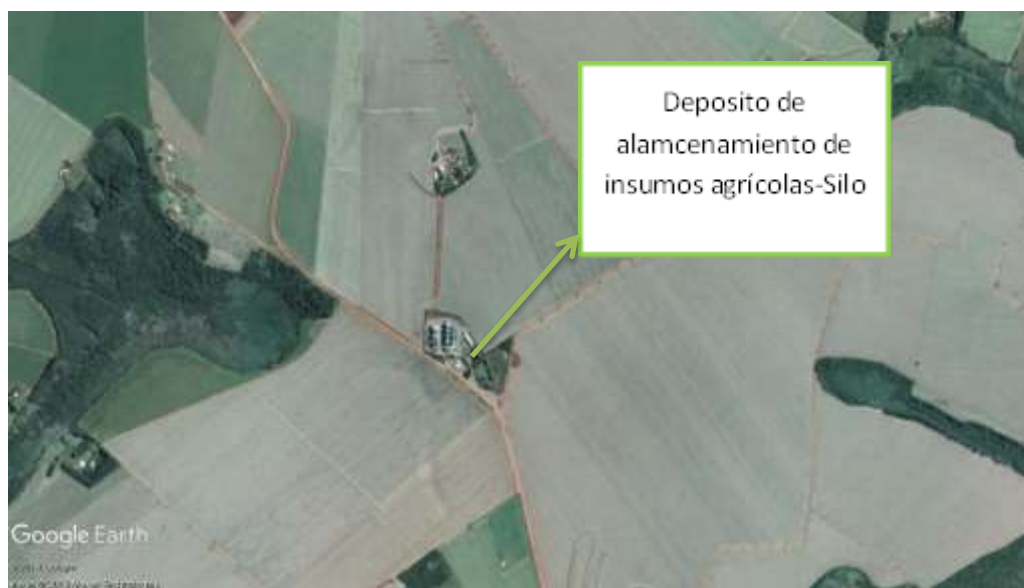 Deposito de
alamcenamiento de
insumos agrícolas-Silo
Google Earth